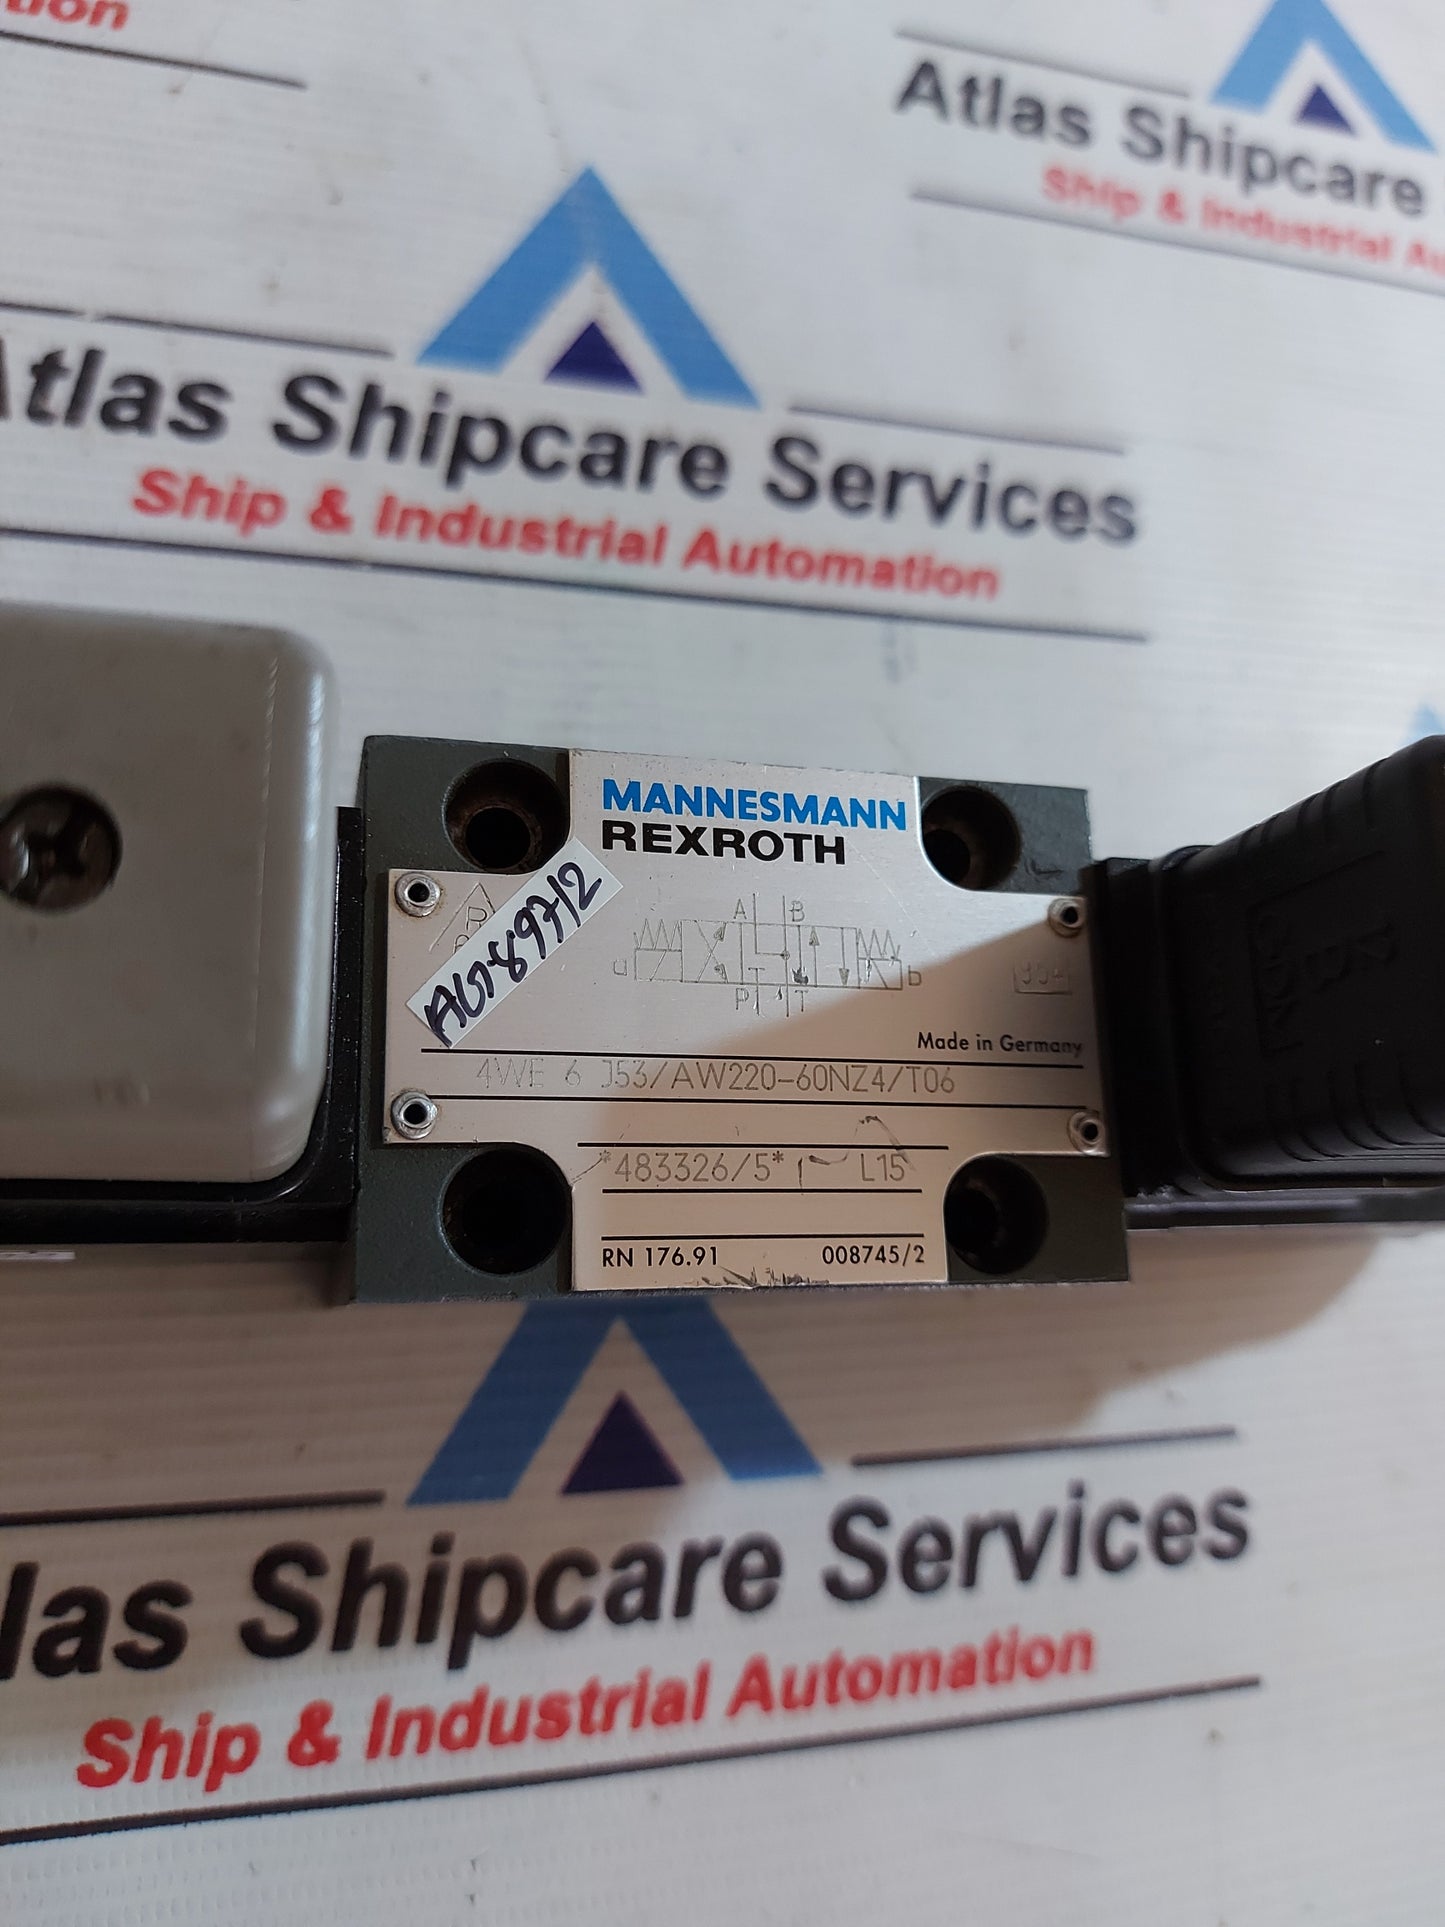 tion
Atlas Shipcare
Ship & Industrial Au
Atlas Shipcare Services
Ship & Industrial Automation
MANNESMANN
REXROTH
A B
a b
P T
Made in Germany
4WE 6 J53/AW220-60NZ4/T06
*483326/5* L15
RN 176.91 008745/2
las Shipcare Services
Ship & Industrial Automation